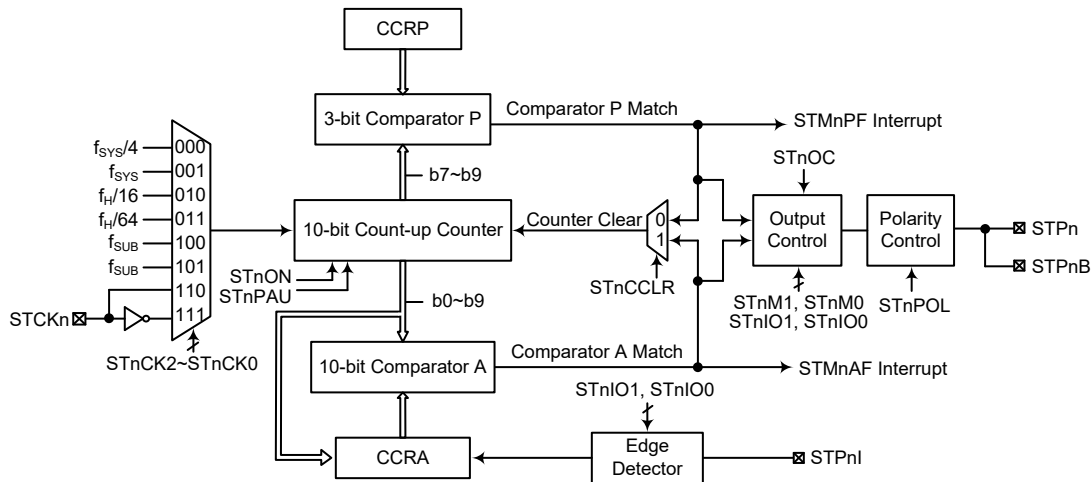 CCRP
3-bit Comparator P
Comparator P Match
STMnPF Interrupt
fSYS/4
000
fSYS
001
fH/16
010
fH/64
011
fSUB
100
fSUB
101
110
111
STCKn
STnCK2~STnCK0
b7~b9
10-bit Count-up Counter
STnON
STnPAU
b0~b9
Counter Clear
0
1
STnCCLR
STnOC
Output
Control
STnM1, STnM0
STnIO1, STnIO0
Polarity
Control
STnPOL
STPn
STPnB
10-bit Comparator A
Comparator A Match
STMnAF Interrupt
STnIO1, STnIO0
CCRA
Edge
Detector
STPnI